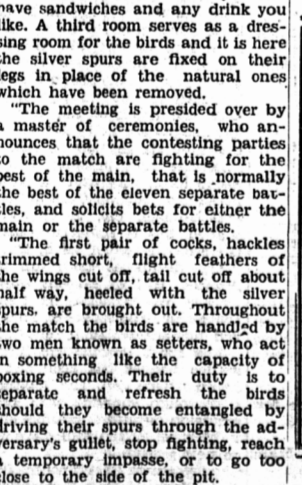 have sandwiches and any drink you
like. A third room serves as a dres-
sing room for the birds and it is here
the silver spurs are fixed on their
legs in place of the natural ones
which have been removed.
"The meeting is presided over by
a master of ceremonies, who an-
nounces that the contesting parties
to the match are fighting for the
best of the main, that is normally
the best of the eleven separate bat-
tles, and solicits bets for either the
main or the separate battles.
"The first pair of cocks, hackles
trimmed short, flight feathers of
the wings cut off, tail cut off about
half way, heeled with the silver
spurs, are brought out. Throughout
the match the birds are handled by
two men known as setters, who act
in something like the capacity of
boxing seconds. Their duty is to
separate and refresh the birds
should they become entangled by
driving their spurs through the ad-
versary's gullet, stop fighting, reach
a temporary impasse, or to go too
close to the side of the pit.